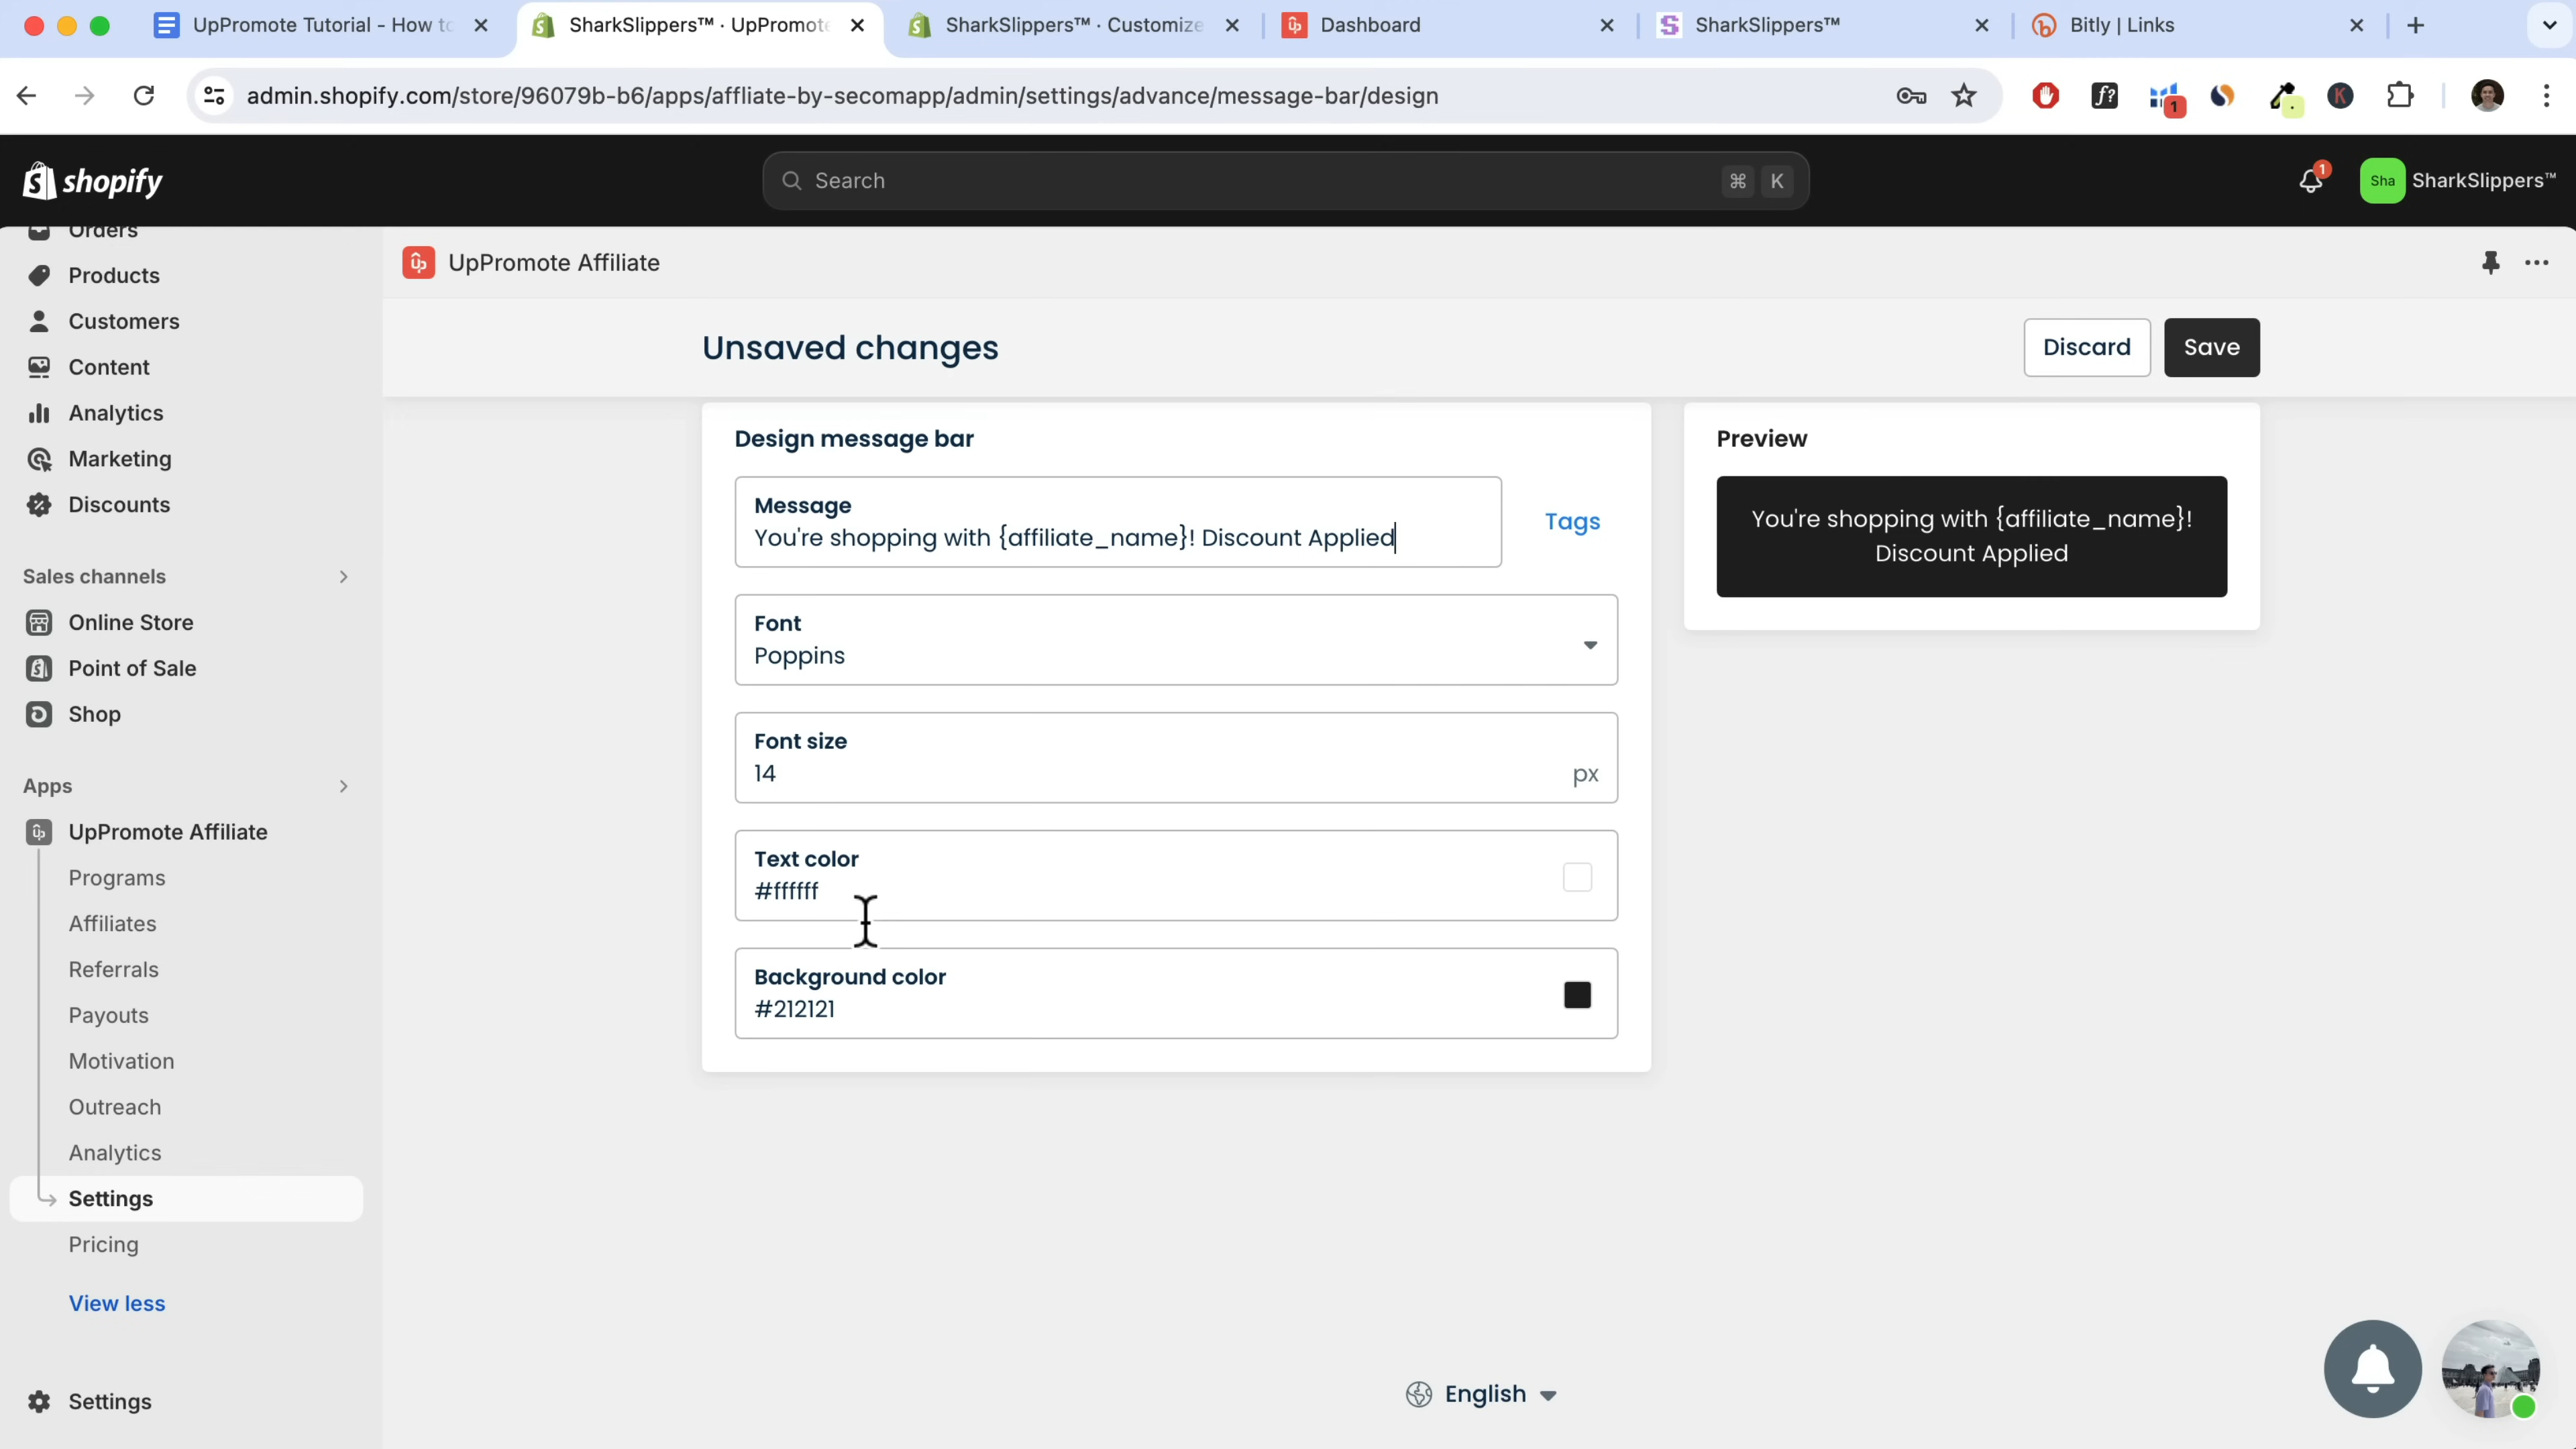 UpPromote Tutorial - How to
SharkSlippers™ · UpPromote
SharkSlippers™ · Customize
Dashboard
SharkSlippers™
Bitly | Links
admin.shopify.com/store/96079b-b6/apps/affliate-by-secomapp/admin/settings/advance/message-bar/design
f?
1
K
shopify
Search
⌘ K
1
Sha
SharkSlippers™
Orders
Products
Customers
Content
Analytics
Marketing
Discounts
Sales channels
Online Store
Point of Sale
Shop
Apps
UpPromote Affiliate
Programs
Affiliates
Referrals
Payouts
Motivation
Outreach
Analytics
Settings
Pricing
View less
Settings
UpPromote Affiliate
Unsaved changes
Discard
Save
Design message bar
Message
You're shopping with {affiliate_name}! Discount Applied
Tags
Font
Poppins
Font size
14
px
Text color
#ffffff
Background color
#212121
Preview
You're shopping with {affiliate_name}!
Discount Applied
English